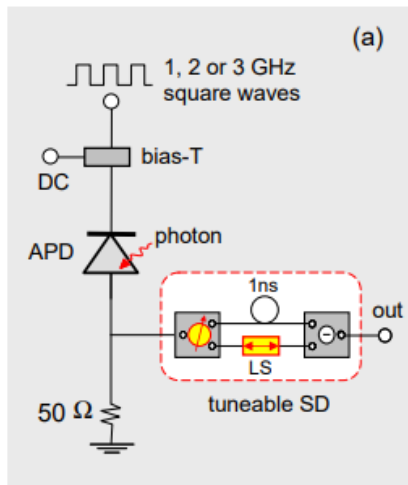 (a)
1, 2 or 3 GHz
square waves
bias-T
DC
photon
APD
1ns
out
LS
tuneable SD
50 Ω